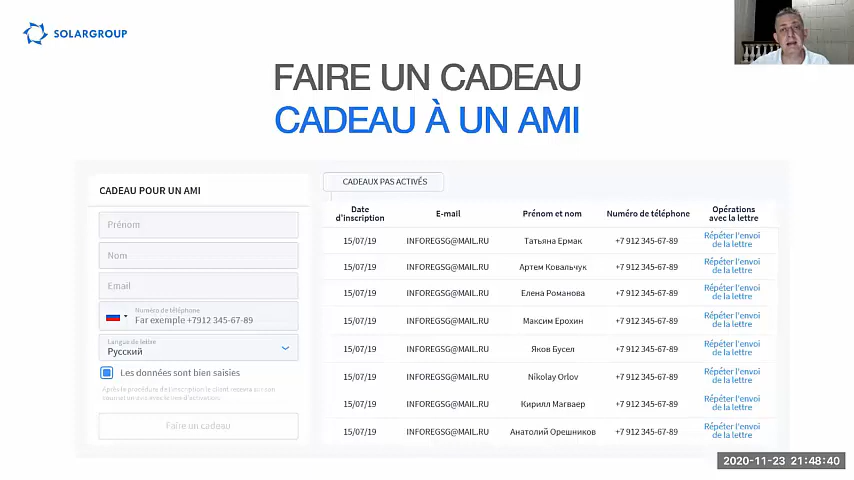 SOLARGROUP
FAIRE UN CADEAU
CADEAU À UN AMI
CADEAU POUR UN AMI
Prénom
Nom
Email
Numéro de téléphone
Far exemple +7912 345-67-89
Langue de lettre
Русский
Les données sont bien saisies
Faire un cadeau
CADEAUX PAS ACTIVÉS
Date d'inscription E-mail Prénom et nom Numéro de téléphone Opérations avec la lettre
15/07/19 INFOREGSG@MAIL.RU Татьяна Ермак +7 912 345-67-89 Répéter l'envoi de la lettre
15/07/19 INFOREGSG@MAIL.RU Артем Ковальчук +7 912 345-67-89 Répéter l'envoi de la lettre
15/07/19 INFOREGSG@MAIL.RU Елена Романова +7 912 345-67-89 Répéter l'envoi de la lettre
15/07/19 INFOREGSG@MAIL.RU Максим Ерохин +7 912 345-67-89 Répéter l'envoi de la lettre
15/07/19 INFOREGSG@MAIL.RU Яков Бусел +7 912 345-67-89 Répéter l'envoi de la lettre
15/07/19 INFOREGSG@MAIL.RU Nikolay Orlov +7 912 345-67-89 Répéter l'envoi de la lettre
15/07/19 INFOREGSG@MAIL.RU Кирилл Магваер +7 912 345-67-89 Répéter l'envoi de la lettre
15/07/19 INFOREGSG@MAIL.RU Анатолий Орешников +7 912 345-67-89 Répéter l'envoi de la lettre
2020-11-23 21:48:40